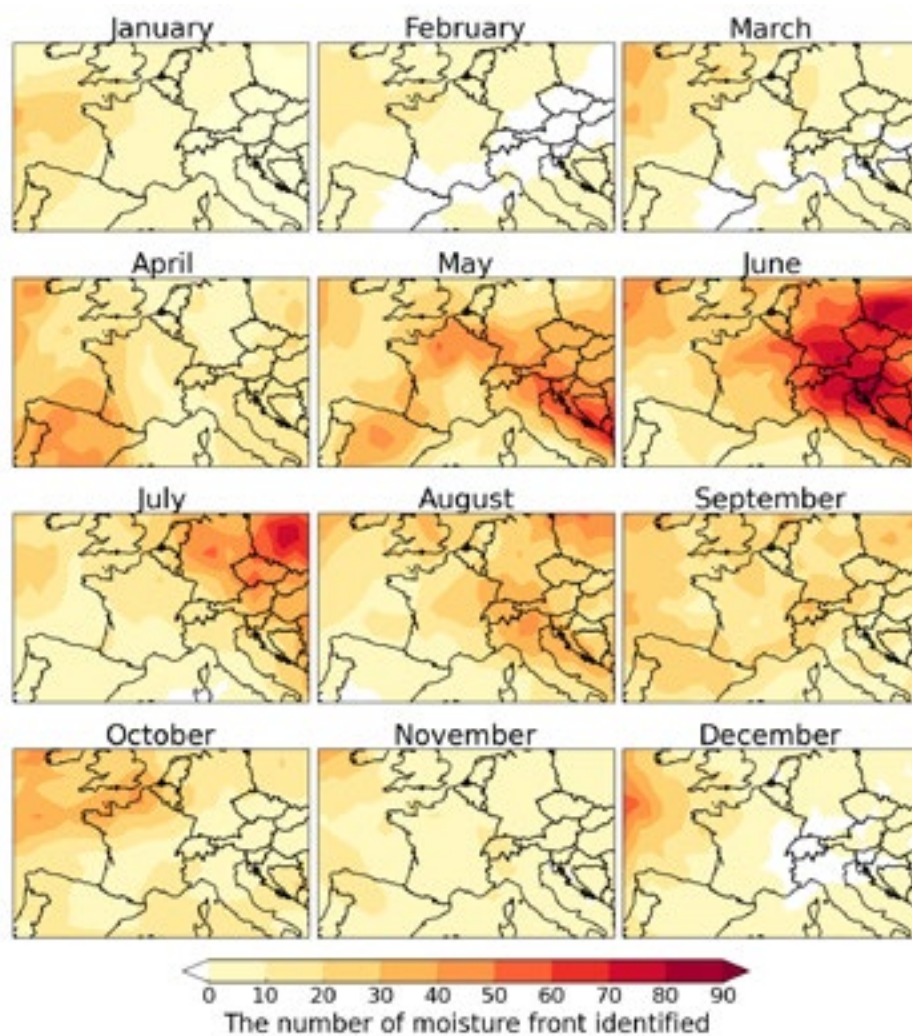 January February March
April May June
July August September
October November December
0 10 20 30 40 50 60 70 80 90
The number of moisture front identified